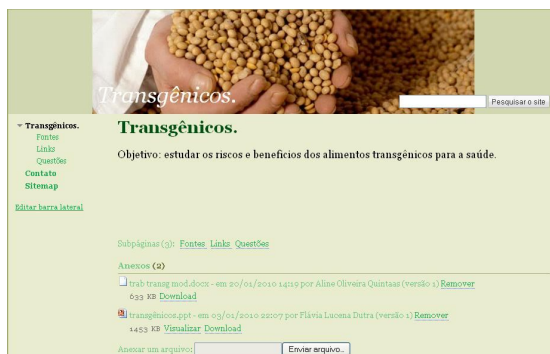 Transgênicos.
Pesquisar o site
Transgênicos.
Fontes
Links
Questões
Contato
Sitemap
Editar barra lateral
Transgênicos.
Objetivo: estudar os riscos e beneficios dos alimentos transgênicos para a saúde.
Subpáginas (3): Fontes Links Questões
Anexos (2)
trab transg mod.docx - em 20/01/2010 14:19 por Aline Oliveira Quintaas (versão 1) Remover
633 KB Download
transgênicos.ppt - em 03/01/2010 22:07 por Flávia Lucena Dutra (versão 1) Remover
1453 KB Visualizar Download
Anexar um arquivo: Enviar arquivo..